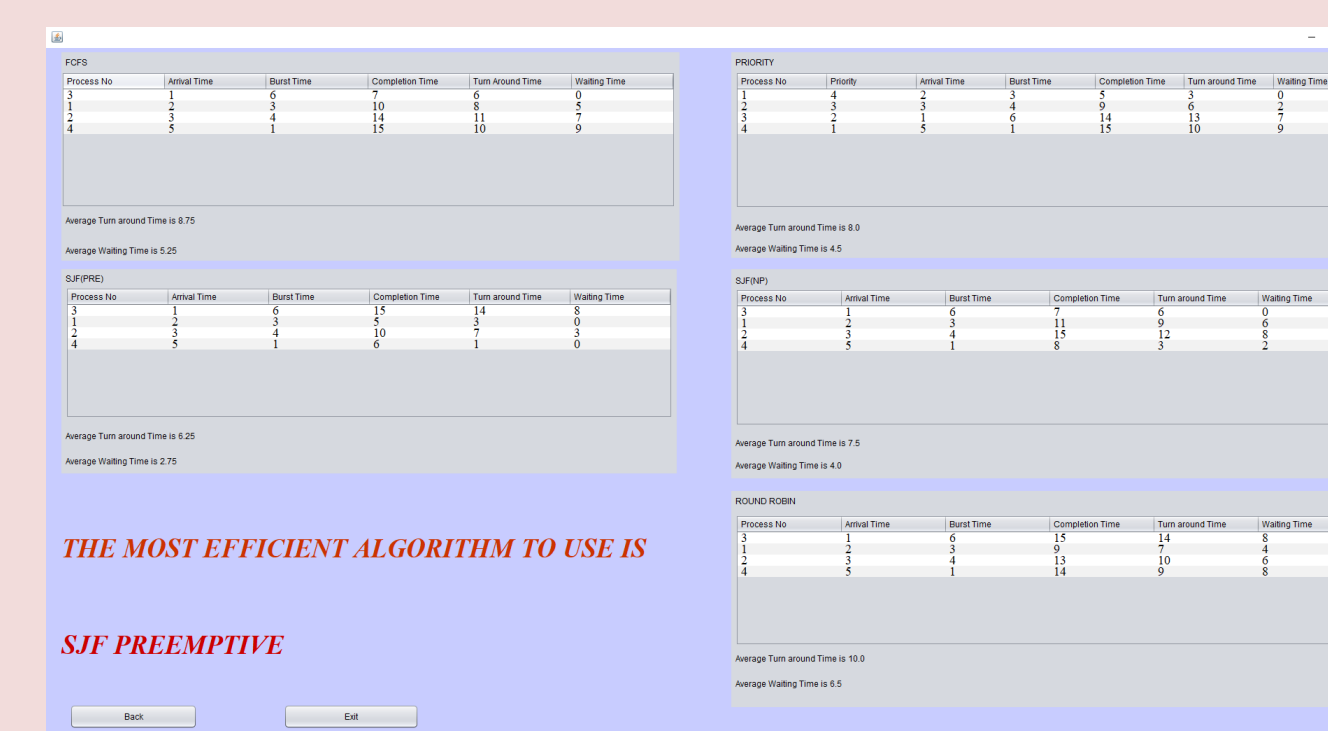 FCFS
Process No Arrival Time Burst Time Completion Time Turn Around Time Waiting Time
3 1 6 7 6 0
1 2 3 10 8 5
2 3 4 14 11 7
4 5 1 15 10 9
Average Turn around Time is 8.75
Average Waiting Time is 5.25
SJF(PRE)
Process No Arrival Time Burst Time Completion Time Turn around Time Waiting Time
3 1 6 15 14 8
1 2 3 5 3 0
2 3 4 10 7 3
4 5 1 6 1 0
Average Turn around Time is 6.25
Average Waiting Time is 2.75
THE MOST EFFICIENT ALGORITHM TO USE IS
SJF PREEMPTIVE
Back Exit
PRIORITY
Process No Priority Arrival Time Burst Time Completion Time Turn around Time Waiting Time
1 4 2 3 5 3 0
2 3 3 4 9 6 2
3 2 1 6 14 13 7
4 1 5 1 15 10 9
Average Turn around Time is 8.0
Average Waiting Time is 4.5
SJF(NP)
Process No Arrival Time Burst Time Completion Time Turn around Time Waiting Time
3 1 6 7 6 0
1 2 3 11 9 6
2 3 4 15 12 8
4 5 1 8 3 2
Average Turn around Time is 7.5
Average Waiting Time is 4.0
ROUND ROBIN
Process No Arrival Time Burst Time Completion Time Turn around Time Waiting Time
3 1 6 15 14 8
1 2 3 9 7 4
2 3 4 13 10 6
4 5 1 14 9 8
Average Turn around Time is 10.0
Average Waiting Time is 6.5